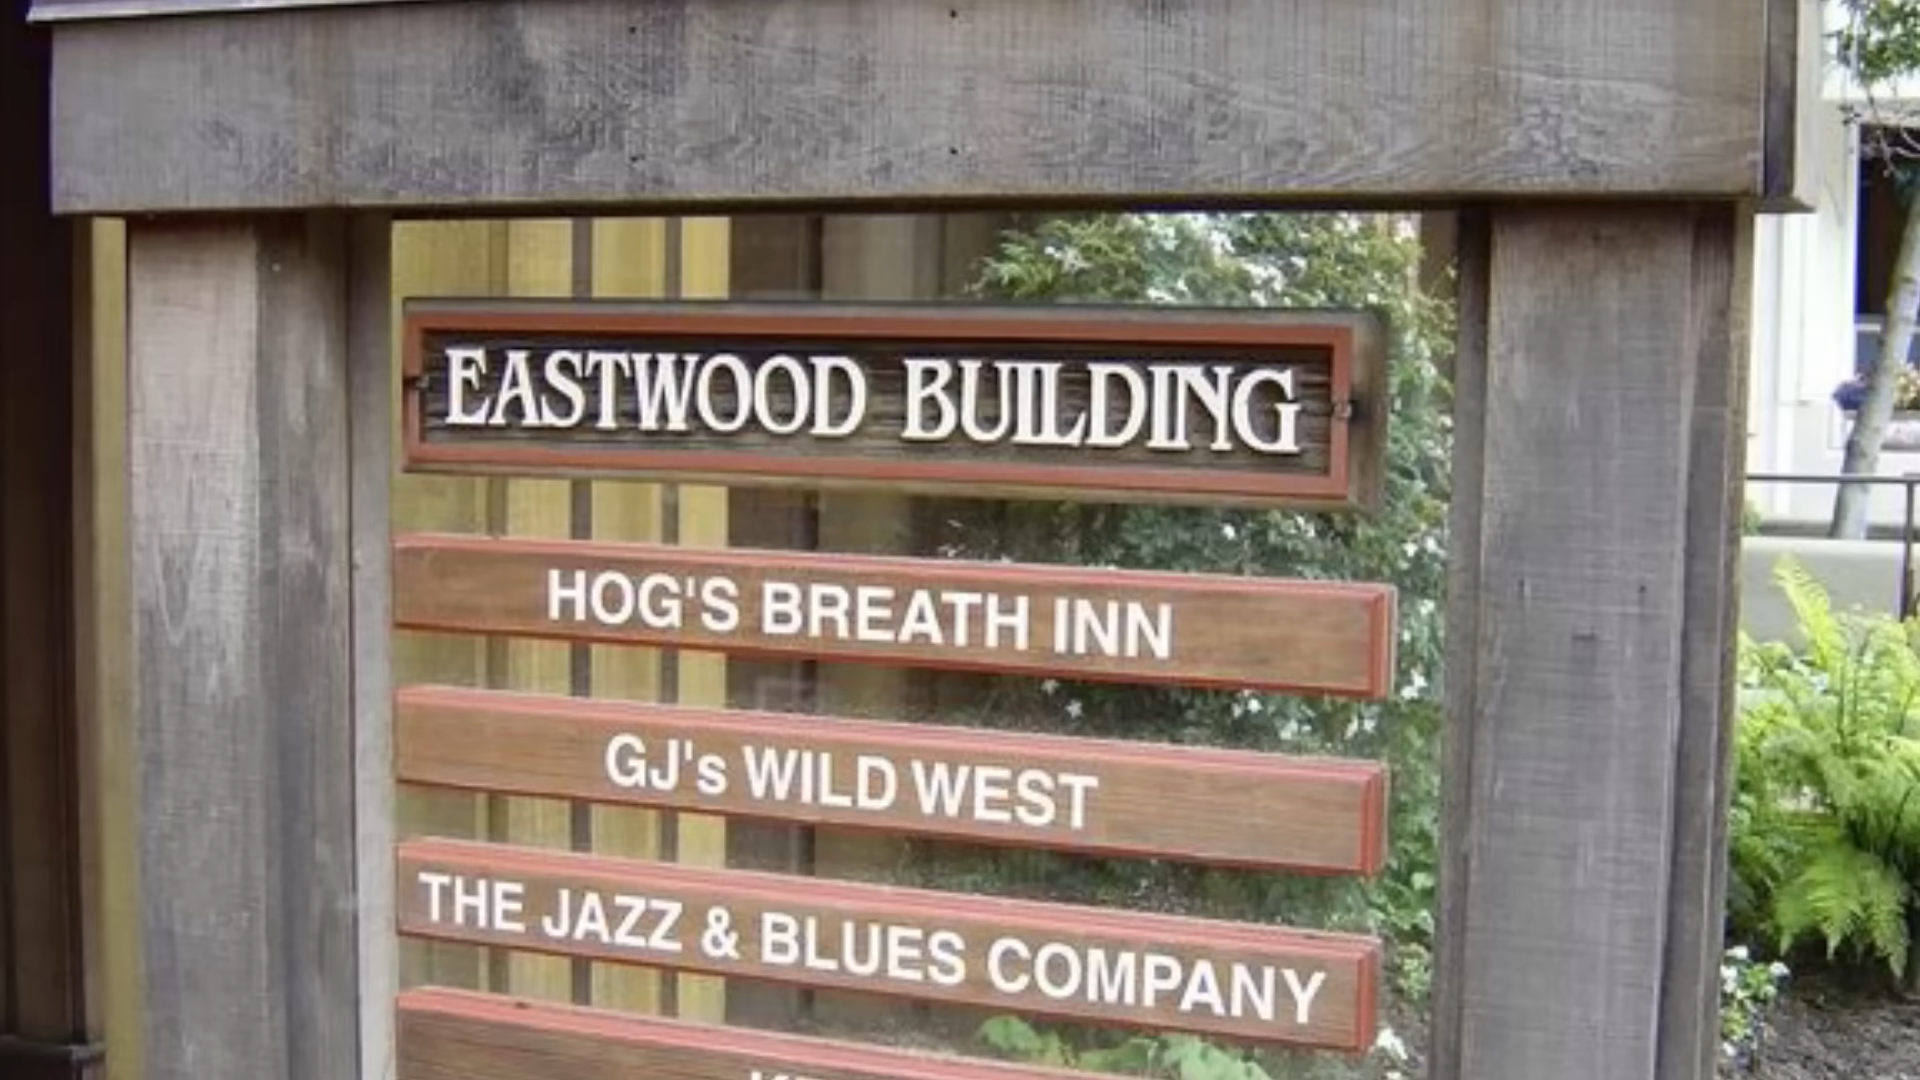 EASTWOOD BUILDING
HOG'S BREATH INN
GJ's WILD WEST
THE JAZZ & BLUES COMPANY